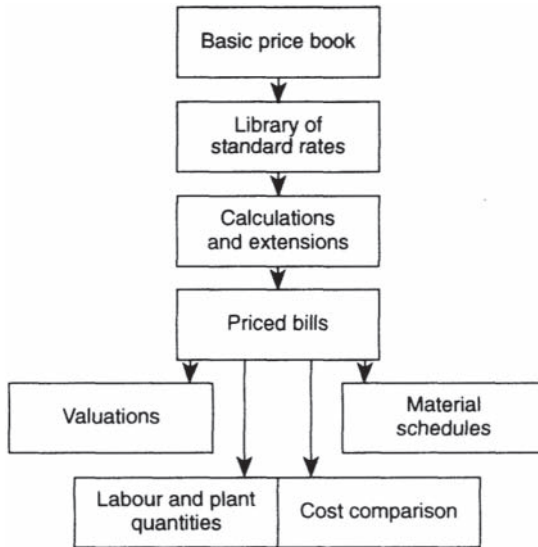 Basic price book
Library of
standard rates
Calculations
and extensions
Priced bills
Valuations
Material
schedules
Labour and plant
quantities
Cost comparison